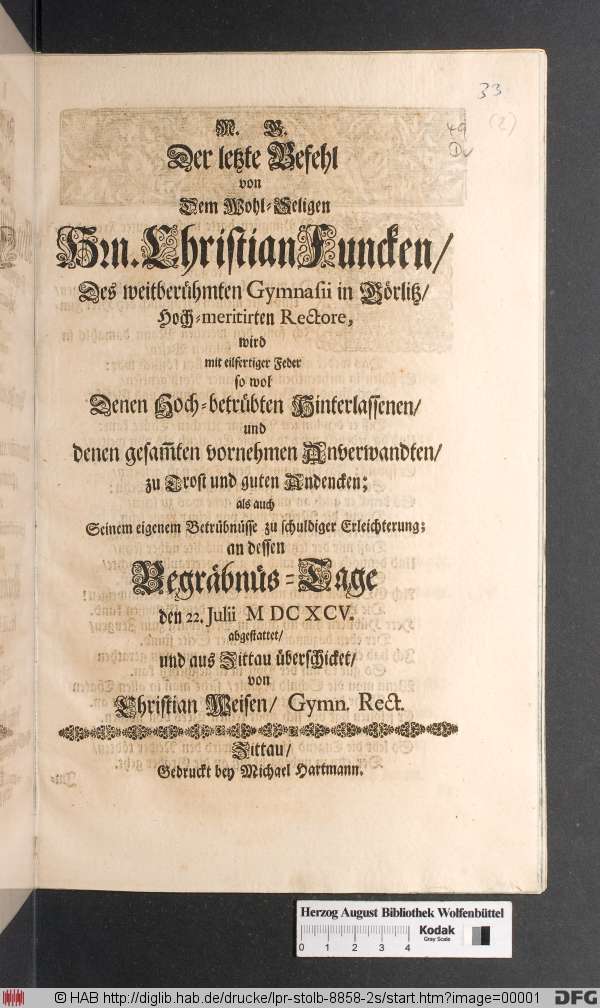 33
(2)
49
N. B.
Der letzte Befehl
von
Dem Wohl-Seligen
Hrn. Christian Funcken/
Des weitberühmten Gymnasii in Görlitz/
Hoch-meritirten Rectore,
wird
mit eilfertiger Feder
so wol
Denen Hoch-betrübten Hinterlassenen/
und
denen gesam̃ten vornehmen Anverwandten/
zu Trost und guten Andencken;
als auch
Seinem eigenem Betrübnüsse zu schuldiger Erleichterung;
an dessen
Begräbnüs-Tage
den 22. Julii M DC XCV.
abgestattet/
und aus Zittau überschicket/
von
Christian Weisen/ Gymn. Rect.
Zittau/
Gedruckt bey Michael Hartmann.
Herzog August Bibliothek Wolfenbüttel
0 1 2 3 4
Kodak
Gray Scale
© HAB http://diglib.hab.de/drucke/lpr-stolb-8858-2s/start.htm?image=00001
DFG